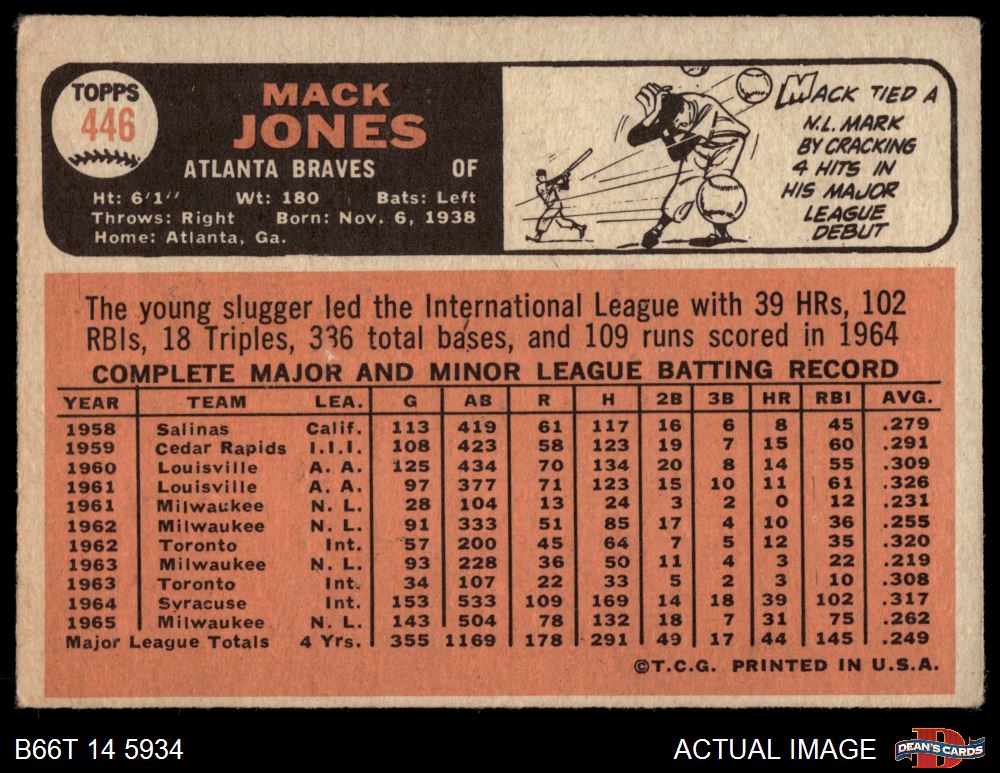 TOPPS
446
MACK
JONES
ATLANTA BRAVES OF
Ht: 6'1" Wt: 180 Bats: Left
Throws: Right Born: Nov. 6, 1938
Home: Atlanta, Ga.
MACK TIED A
N.L. MARK
BY CRACKING
4 HITS IN
HIS MAJOR
LEAGUE
DEBUT
The young slugger led the International League with 39 HRs, 102
RBIs, 18 Triples, 336 total bases, and 109 runs scored in 1964
COMPLETE MAJOR AND MINOR LEAGUE BATTING RECORD
YEAR TEAM LEA. G AB R H 2B 3B HR RBI AVG.
1958 Salinas Calif. 113 419 61 117 16 6 8 45 .279
1959 Cedar Rapids I.I.I. 108 423 58 123 19 7 15 60 .291
1960 Louisville A. A. 125 434 70 134 20 8 14 55 .309
1961 Louisville A. A. 97 377 71 123 15 10 11 61 .326
1961 Milwaukee N. L. 28 104 13 24 3 2 0 12 .231
1962 Milwaukee N. L. 91 333 51 85 17 4 10 36 .255
1962 Toronto Int. 57 200 45 64 7 5 12 35 .320
1963 Milwaukee N. L. 93 228 36 50 11 4 3 22 .219
1963 Toronto Int. 34 107 22 33 5 2 3 10 .308
1964 Syracuse Int. 153 533 109 169 14 18 39 102 .317
1965 Milwaukee N. L. 143 504 78 132 18 7 31 75 .262
Major League Totals 4 Yrs. 355 1169 178 291 49 17 44 145 .249
©T.C.G. PRINTED IN U.S.A.
B66T 14 5934 ACTUAL IMAGE DEAN'S CARDS